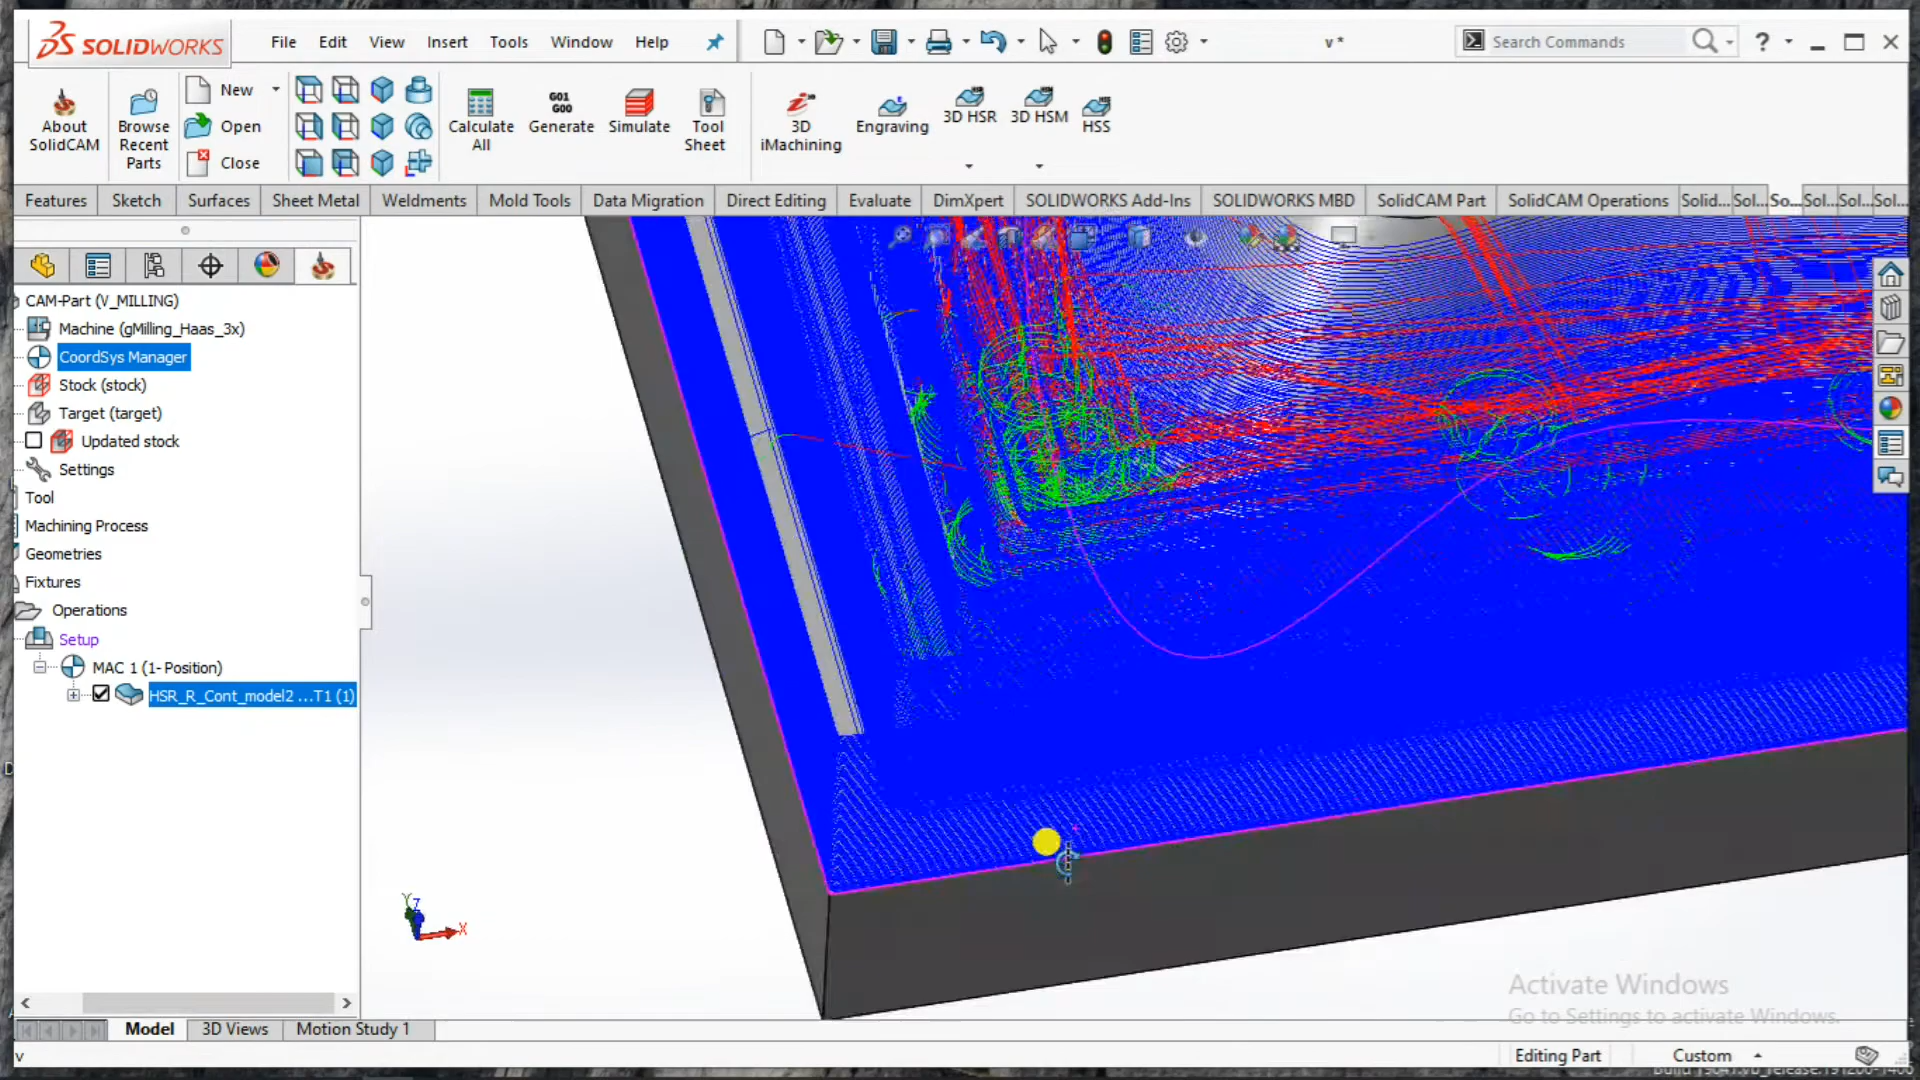 SOLIDWORKS
File Edit View Insert Tools Window Help
v *
Search Commands
?
About SolidCAM
Browse Recent Parts
New
Open
Close
Calculate All
G01 G00
Generate
Simulate
Tool Sheet
3D iMachining
Engraving
3D HSR
3D HSM
HSS
Features Sketch Surfaces Sheet Metal Weldments Mold Tools Data Migration Direct Editing Evaluate DimXpert SOLIDWORKS Add-Ins SOLIDWORKS MBD SolidCAM Part SolidCAM Operations Solid... Sol... So... Sol... Sol... Sol...
CAM-Part (V_MILLING)
Machine (gMilling_Haas_3x)
CoordSys Manager
Stock (stock)
Target (target)
Updated stock
Settings
Tool
Machining Process
Geometries
Fixtures
Operations
Setup
MAC 1 (1- Position)
HSR_R_Cont_model2 ...T1 (1)
Y
Z
X
Activate Windows
Go to Settings to activate Windows.
Model 3D Views Motion Study 1
v
Editing Part
Custom